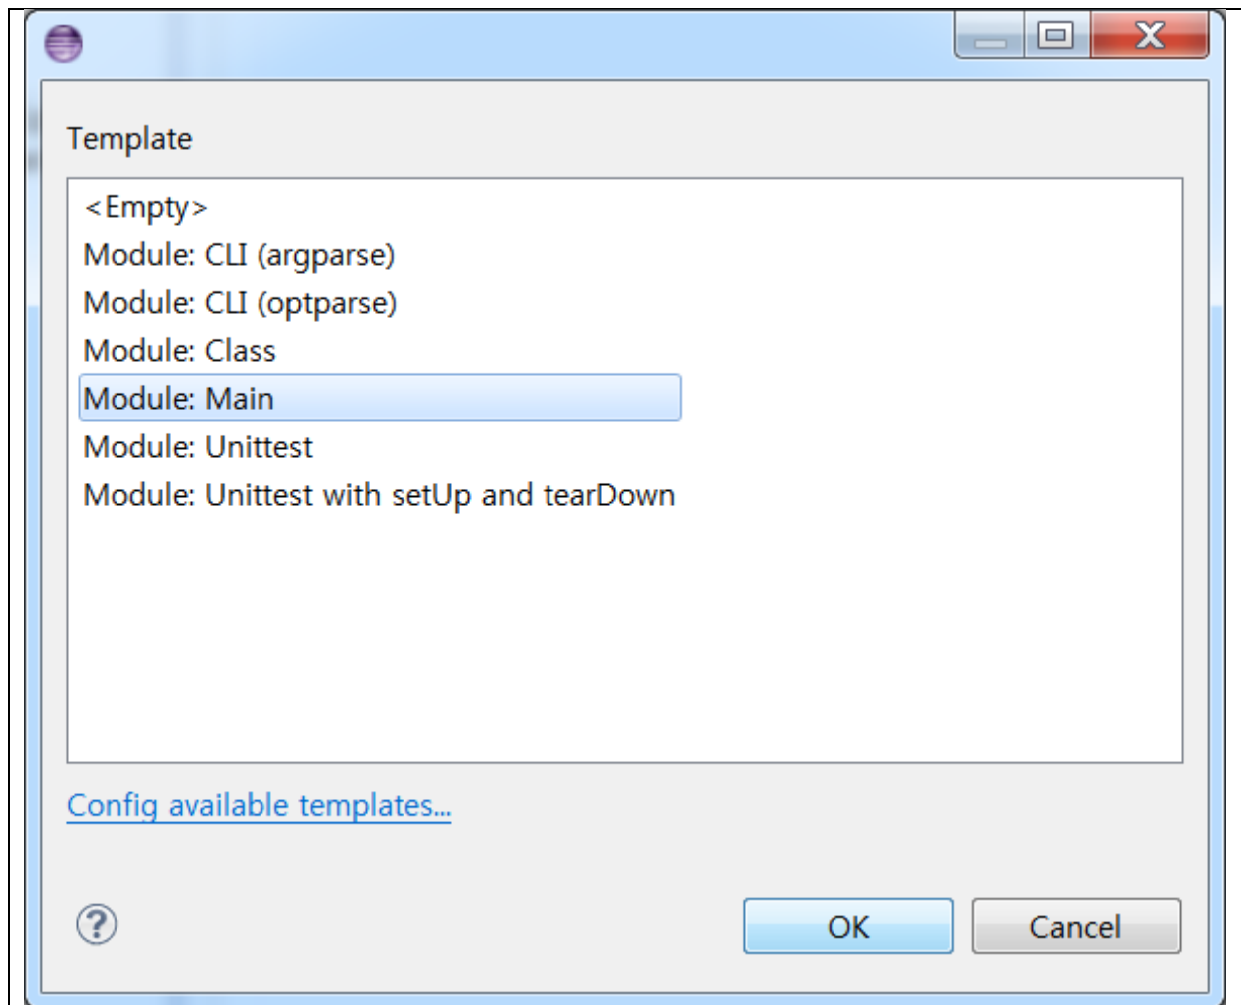 Template
<Empty>
Module: CLI (argparse)
Module: CLI (optparse)
Module: Class
Module: Main
Module: Unittest
Module: Unittest with setUp and tearDown
Config available templates...
?
OK
Cancel